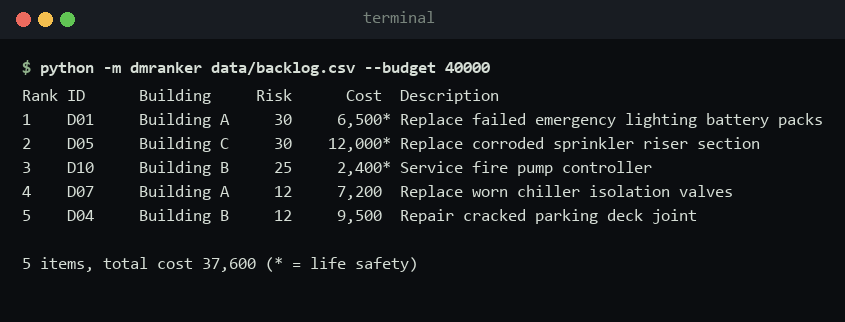 terminal
$ python -m dmranker data/backlog.csv --budget 40000
Rank ID      Building     Risk      Cost  Description
1    D01     Building A     30     6,500* Replace failed emergency lighting battery packs
2    D05     Building C     30    12,000* Replace corroded sprinkler riser section
3    D10     Building B     25     2,400* Service fire pump controller
4    D07     Building A     12     7,200  Replace worn chiller isolation valves
5    D04     Building B     12     9,500  Repair cracked parking deck joint
5 items, total cost 37,600 (* = life safety)